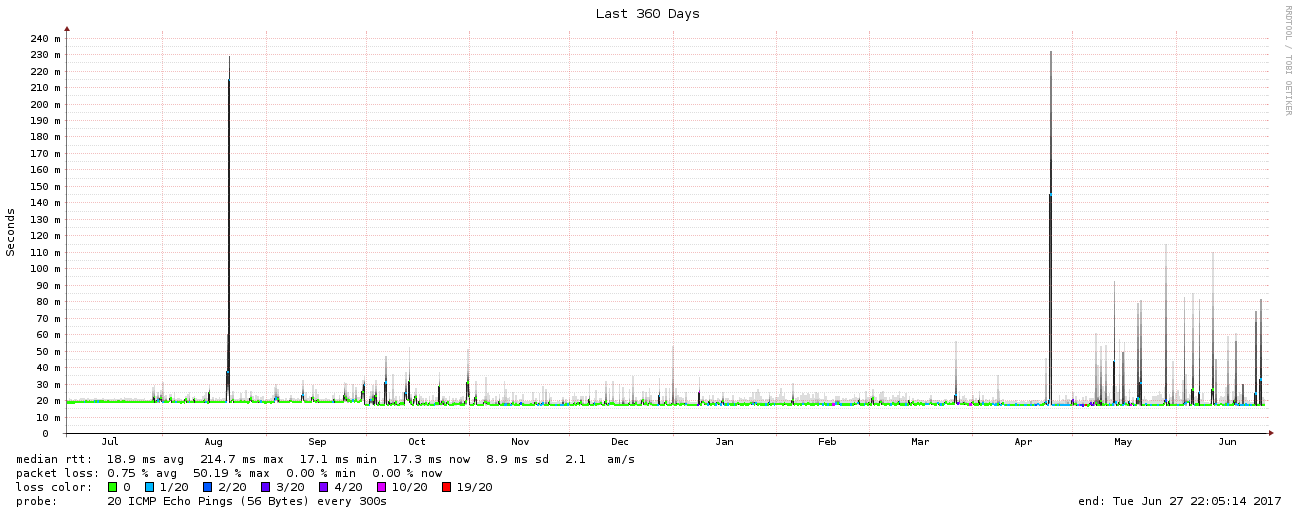 Last 360 Days
RRDTOOL / TOBI OETIKER
Seconds
240 m
230 m
220 m
210 m
200 m
190 m
180 m
170 m
160 m
150 m
140 m
130 m
120 m
110 m
100 m
90 m
80 m
70 m
60 m
50 m
40 m
30 m
20 m
10 m
0
Jul Aug Sep Oct Nov Dec Jan Feb Mar Apr May Jun
median rtt: 18.9 ms avg 214.7 ms max 17.1 ms min 17.3 ms now 8.9 ms sd 2.1 am/s
packet loss: 0.75 % avg 50.19 % max 0.00 % min 0.00 % now
loss color: 0 1/20 2/20 3/20 4/20 10/20 19/20
probe: 20 ICMP Echo Pings (56 Bytes) every 300s end: Tue Jun 27 22:05:14 2017